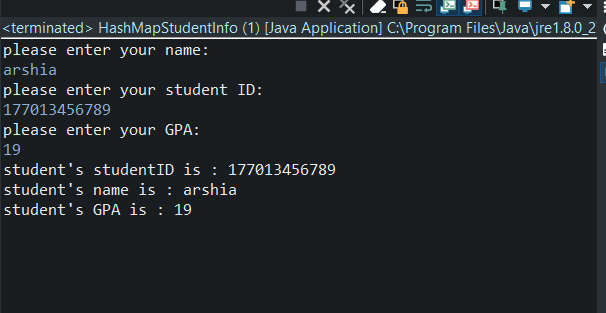 <terminated> HashMapStudentInfo (1) [Java Application] C:\Program Files\Java\jre1.8.0_2
please enter your name:
arshia
please enter your student ID:
177013456789
please enter your GPA:
19
student's studentID is : 177013456789
student's name is : arshia
student's GPA is : 19